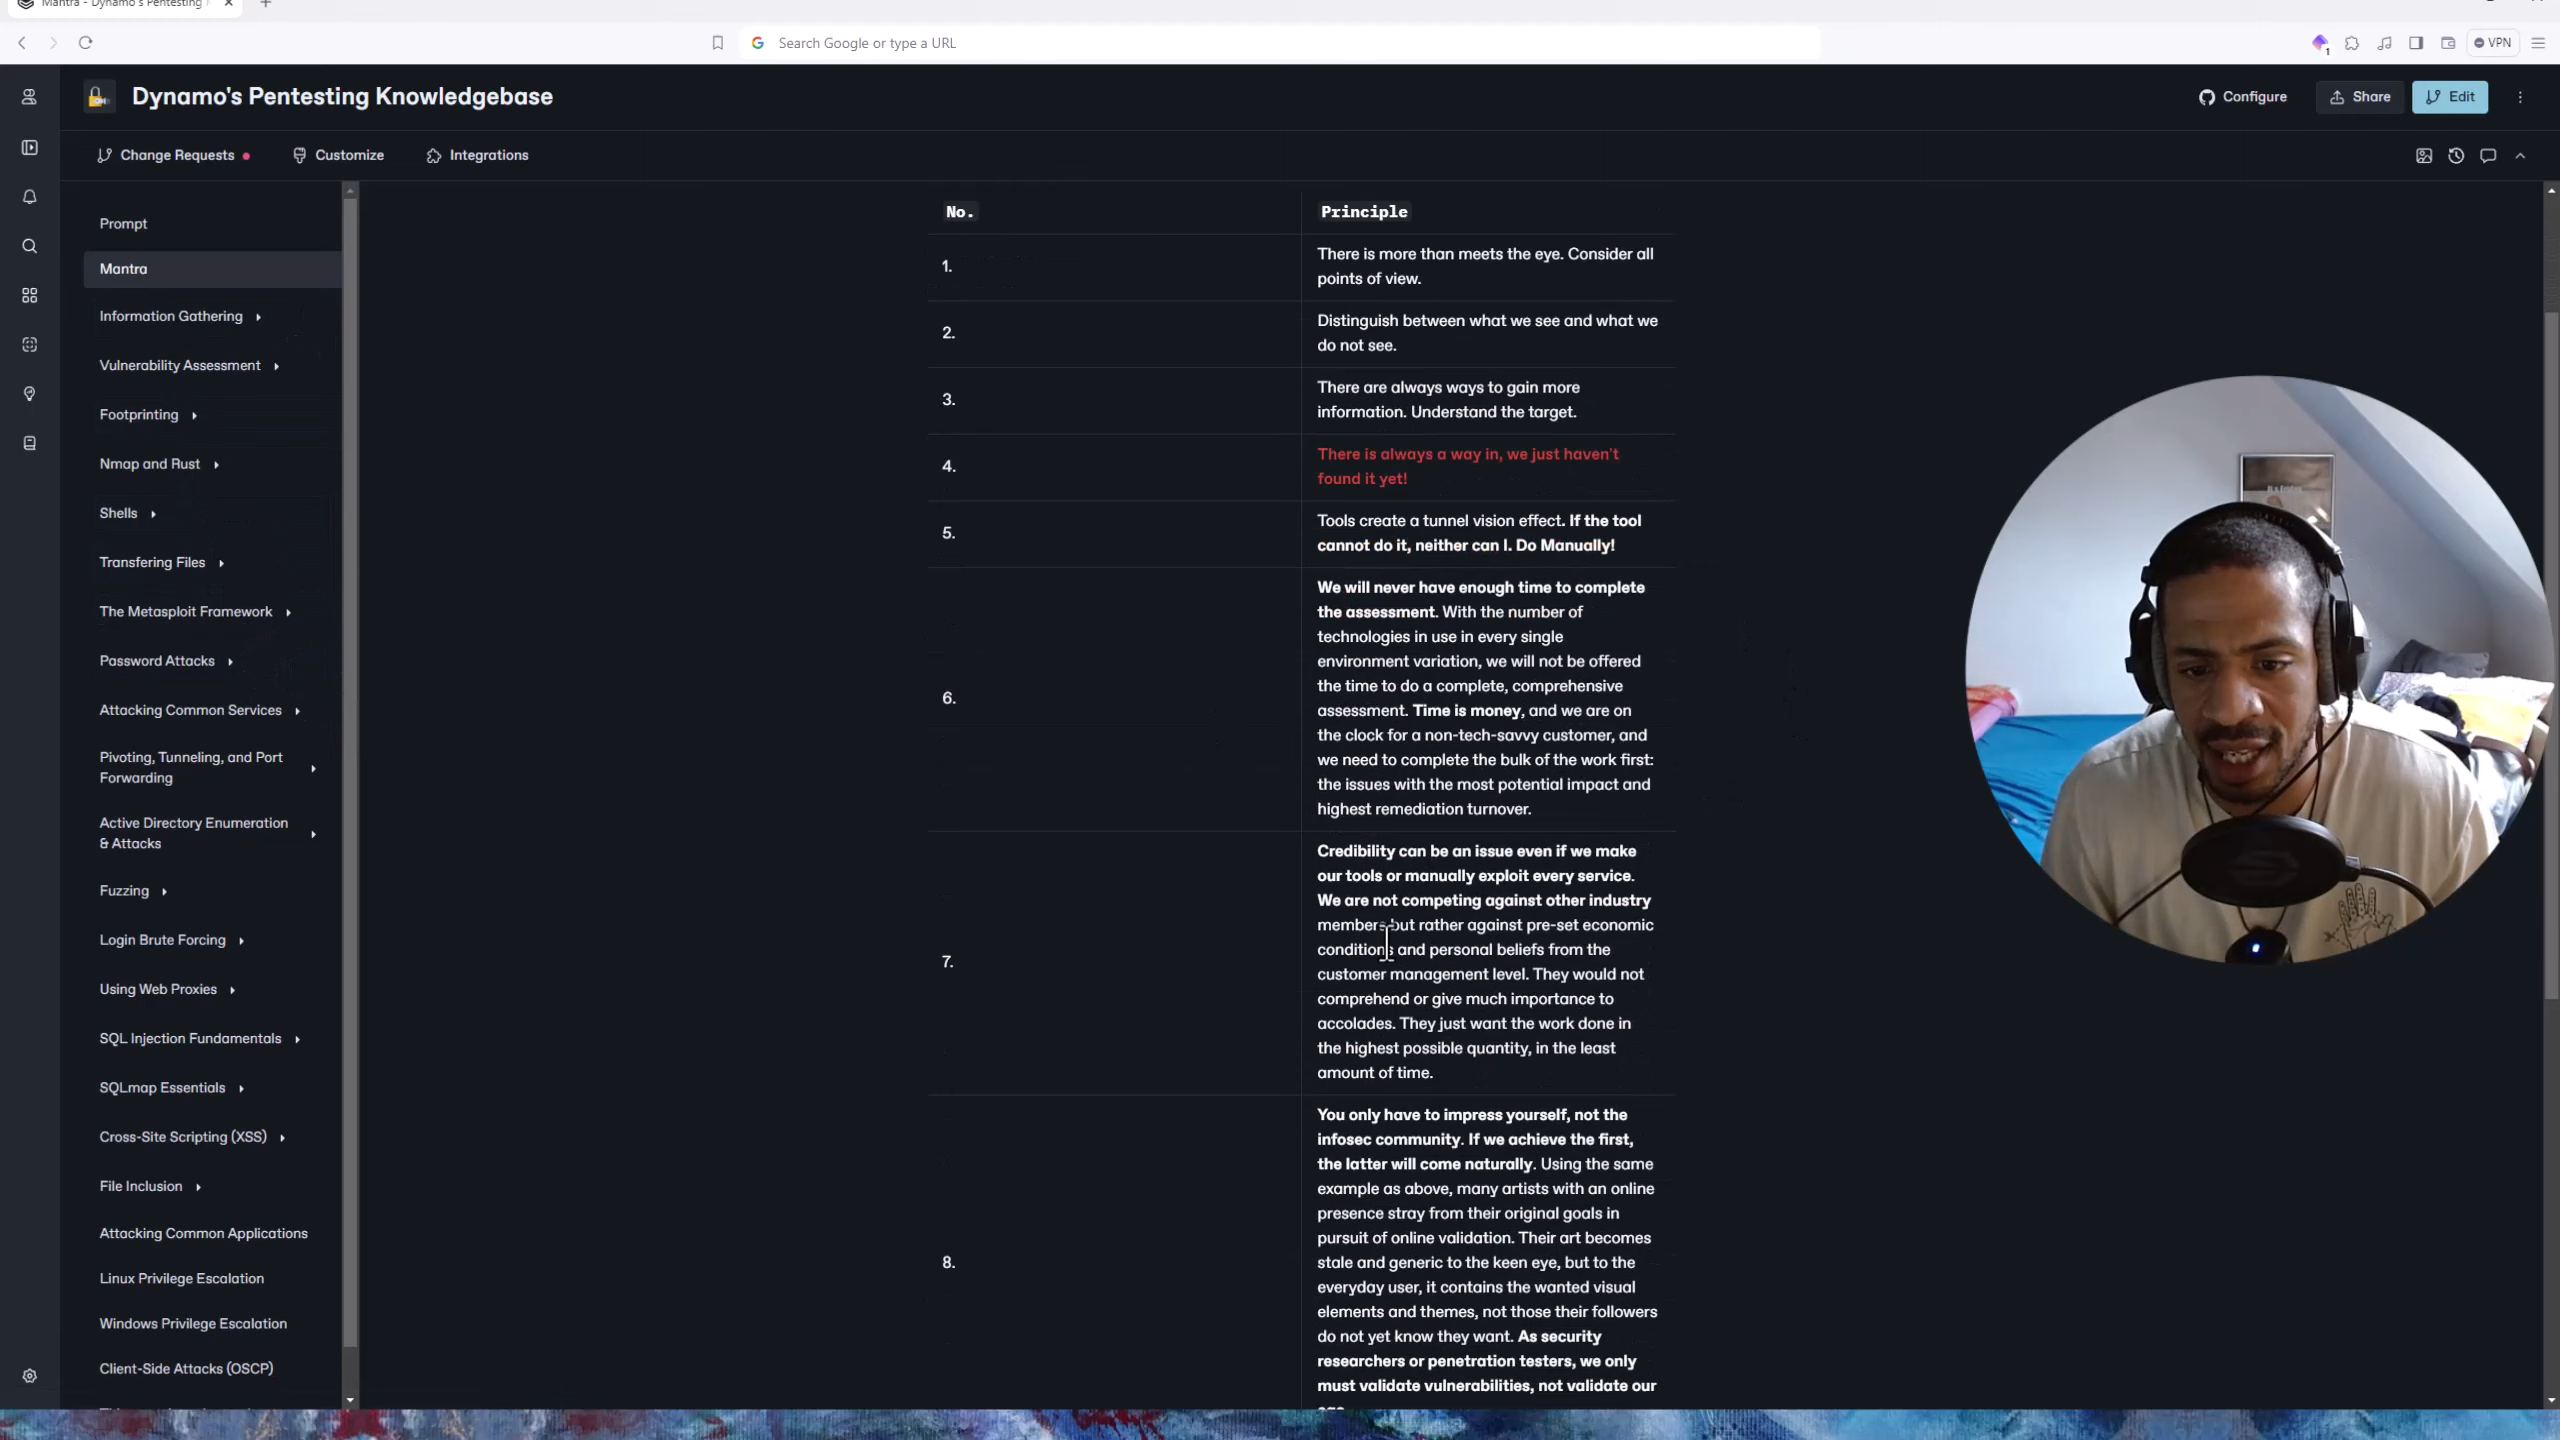 Mantra - Dynamo's Pentesting
Search Google or type a URL
1
VPN
Dynamo's Pentesting Knowledgebase
Configure
Share
Edit
Change Requests
Customize
Integrations
Prompt
Mantra
Information Gathering
Vulnerability Assessment
Footprinting
Nmap and Rust
Shells
Transfering Files
The Metasploit Framework
Password Attacks
Attacking Common Services
Pivoting, Tunneling, and Port
Forwarding
Active Directory Enumeration
& Attacks
Fuzzing
Login Brute Forcing
Using Web Proxies
SQL Injection Fundamentals
SQLmap Essentials
Cross-Site Scripting (XSS)
File Inclusion
Attacking Common Applications
Linux Privilege Escalation
Windows Privilege Escalation
Client-Side Attacks (OSCP)
No.
Principle
1.
There is more than meets the eye. Consider all
points of view.
2.
Distinguish between what we see and what we
do not see.
3.
There are always ways to gain more
information. Understand the target.
4.
There is always a way in, we just haven't
found it yet!
5.
Tools create a tunnel vision effect. If the tool
cannot do it, neither can I. Do Manually!
6.
We will never have enough time to complete
the assessment. With the number of
technologies in use in every single
environment variation, we will not be offered
the time to do a complete, comprehensive
assessment. Time is money, and we are on
the clock for a non-tech-savvy customer, and
we need to complete the bulk of the work first:
the issues with the most potential impact and
highest remediation turnover.
7.
Credibility can be an issue even if we make
our tools or manually exploit every service.
We are not competing against other industry
members but rather against pre-set economic
conditions and personal beliefs from the
customer management level. They would not
comprehend or give much importance to
accolades. They just want the work done in
the highest possible quantity, in the least
amount of time.
8.
You only have to impress yourself, not the
infosec community. If we achieve the first,
the latter will come naturally. Using the same
example as above, many artists with an online
presence stray from their original goals in
pursuit of online validation. Their art becomes
stale and generic to the keen eye, but to the
everyday user, it contains the wanted visual
elements and themes, not those their followers
do not yet know they want. As security
researchers or penetration testers, we only
must validate vulnerabilities, not validate our